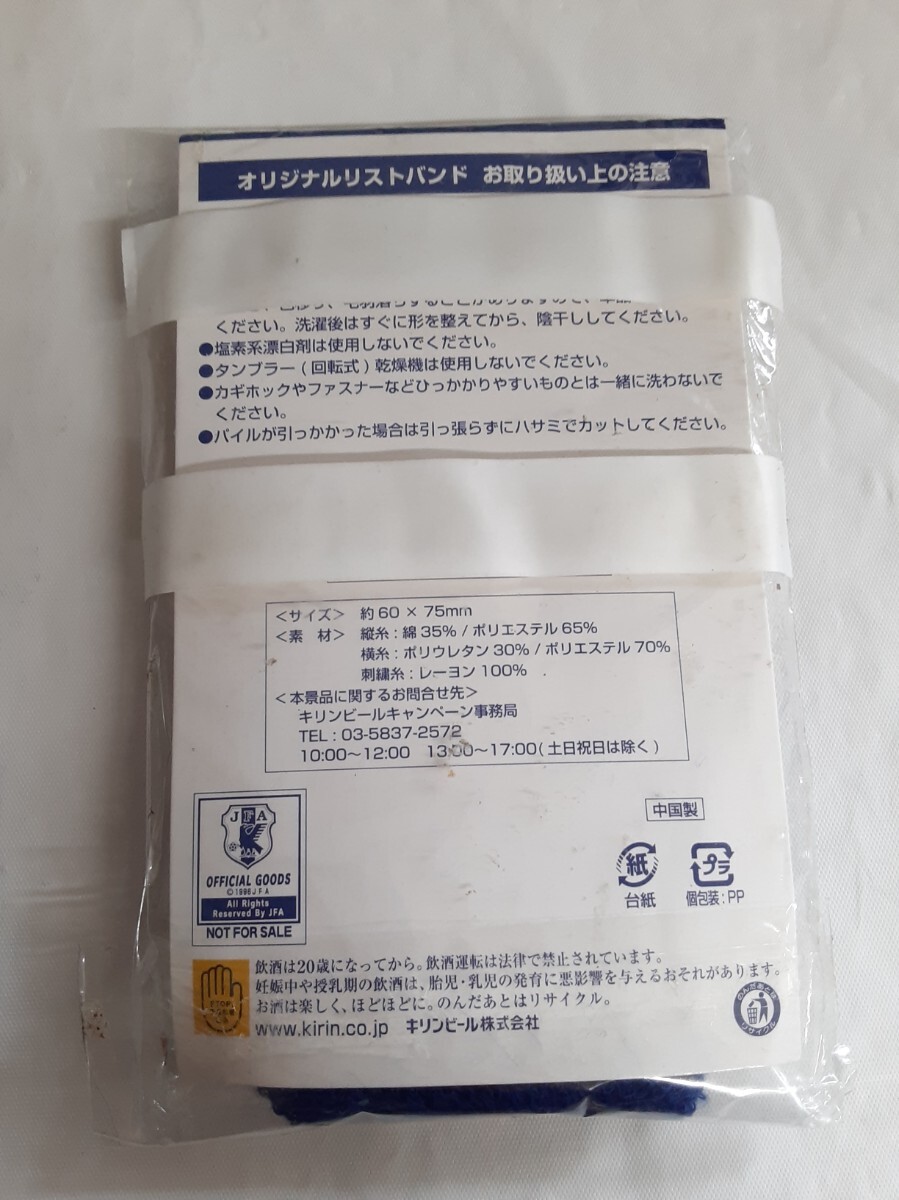 オリジナルリストバンド お取り扱い上の注意
ください。洗濯後はすぐに形を整えてから、陰干ししてください。
●塩素系漂白剤は使用しないでください。
●タンブラー(回転式)乾燥機は使用しないでください。
●カギホックやファスナーなどひっかかりやすいものとは一緒に洗わないで
ください。
●パイルが引っかかった場合は引っ張らずにハサミでカットしてください。
<サイズ> 約60×75mm
<素 材> 縦糸:綿35%/ポリエステル65%
横糸:ポリウレタン30%/ポリエステル70%
刺繍糸:レーヨン100%
<本景品に関するお問合せ先>
キリンビールキャンペーン事務局
TEL:03-5837-2572
10:00〜12:00 13:00〜17:00(土日祝日は除く)
中国製
JFA
OFFICIAL GOODS
©1996JFA
All Rights
Reserved By JFA
NOT FOR SALE
紙
台紙
プラ
個包装:PP
飲酒は20歳になってから。飲酒運転は法律で禁止されています。
妊娠中や授乳期の飲酒は、胎児・乳児の発育に悪影響を与えるおそれがあります。
お酒は楽しく、ほどほどに。のんだあとはリサイクル。
www.kirin.co.jp キリンビール株式会社
のんだあとは
リサイクル